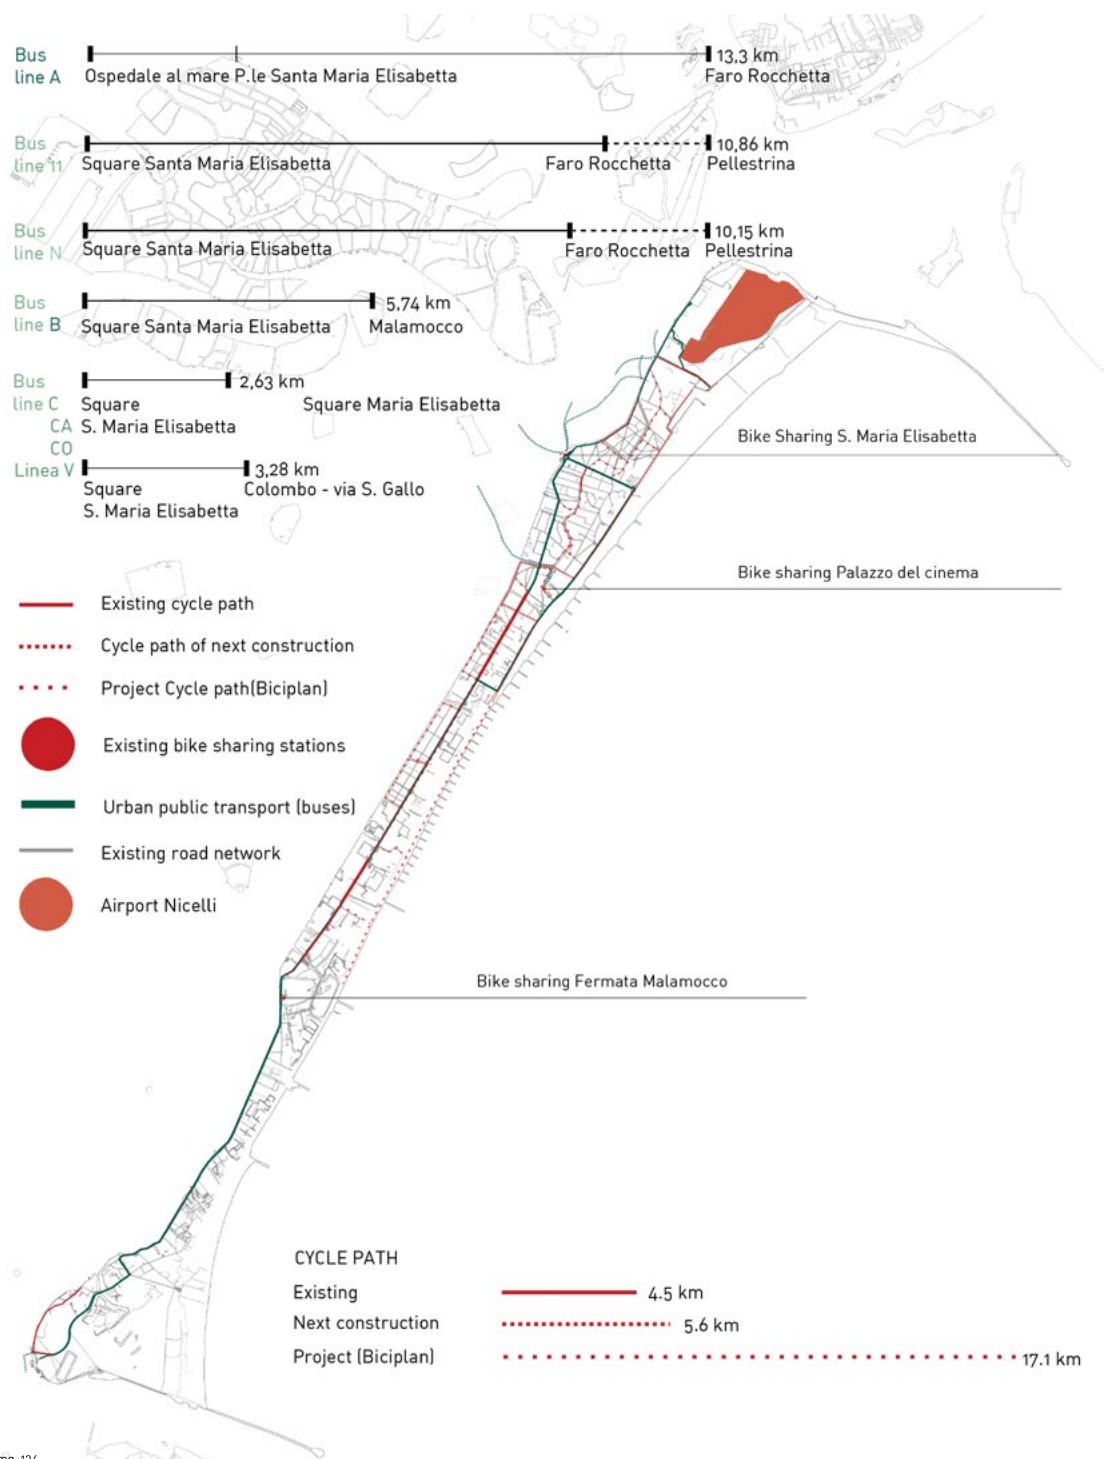 Bus
line A
13.3 km
Ospedale al mare P.le Santa Maria Elisabetta
Faro Rocchetta
Bus
line 11
10,86 km
Square Santa Maria Elisabetta
Faro Rocchetta
Pellestrina
Bus
line N
10,15 km
Square Santa Maria Elisabetta
Faro Rocchetta
Pellestrina
Bus
line B
5.74 km
Square Santa Maria Elisabetta
Malamocco
Bus
line C
CA
CO
2,63 km
Square
S. Maria Elisabetta
Square Maria Elisabetta
Linea V
3,28 km
Square
S. Maria Elisabetta
Colombo - via S. Gallo
Bike Sharing S. Maria Elisabetta
Bike sharing Palazzo del cinema
Existing cycle path
Cycle path of next construction
Project Cycle path(Biciplan)
Existing bike sharing stations
Urban public transport (buses)
Existing road network
Airport Nicelli
Bike sharing Fermata Malamocco
CYCLE PATH
Existing
4.5 km
Next construction
5.6 km
Project (Biciplan)
17.1 km